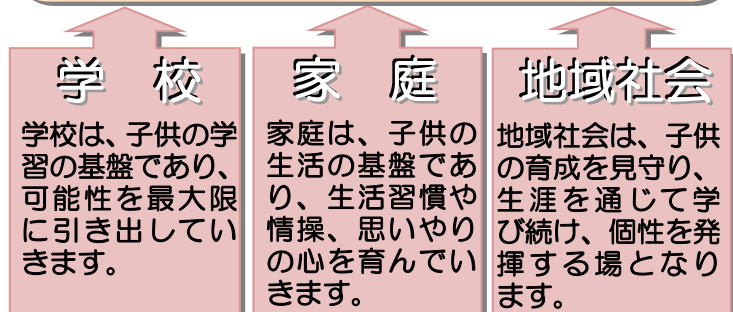 学　校
学校は、子供の学
習の基盤であり、
可能性を最大限
に引き出してい
きます。
家　庭
家庭は、子供の
生活の基盤であ
り、生活習慣や
情操、思いやり
の心を育んでい
きます。
地域社会
地域社会は、子供
の育成を見守り、
生涯を通じて学
び続け、個性を発
揮する場となり
ます。